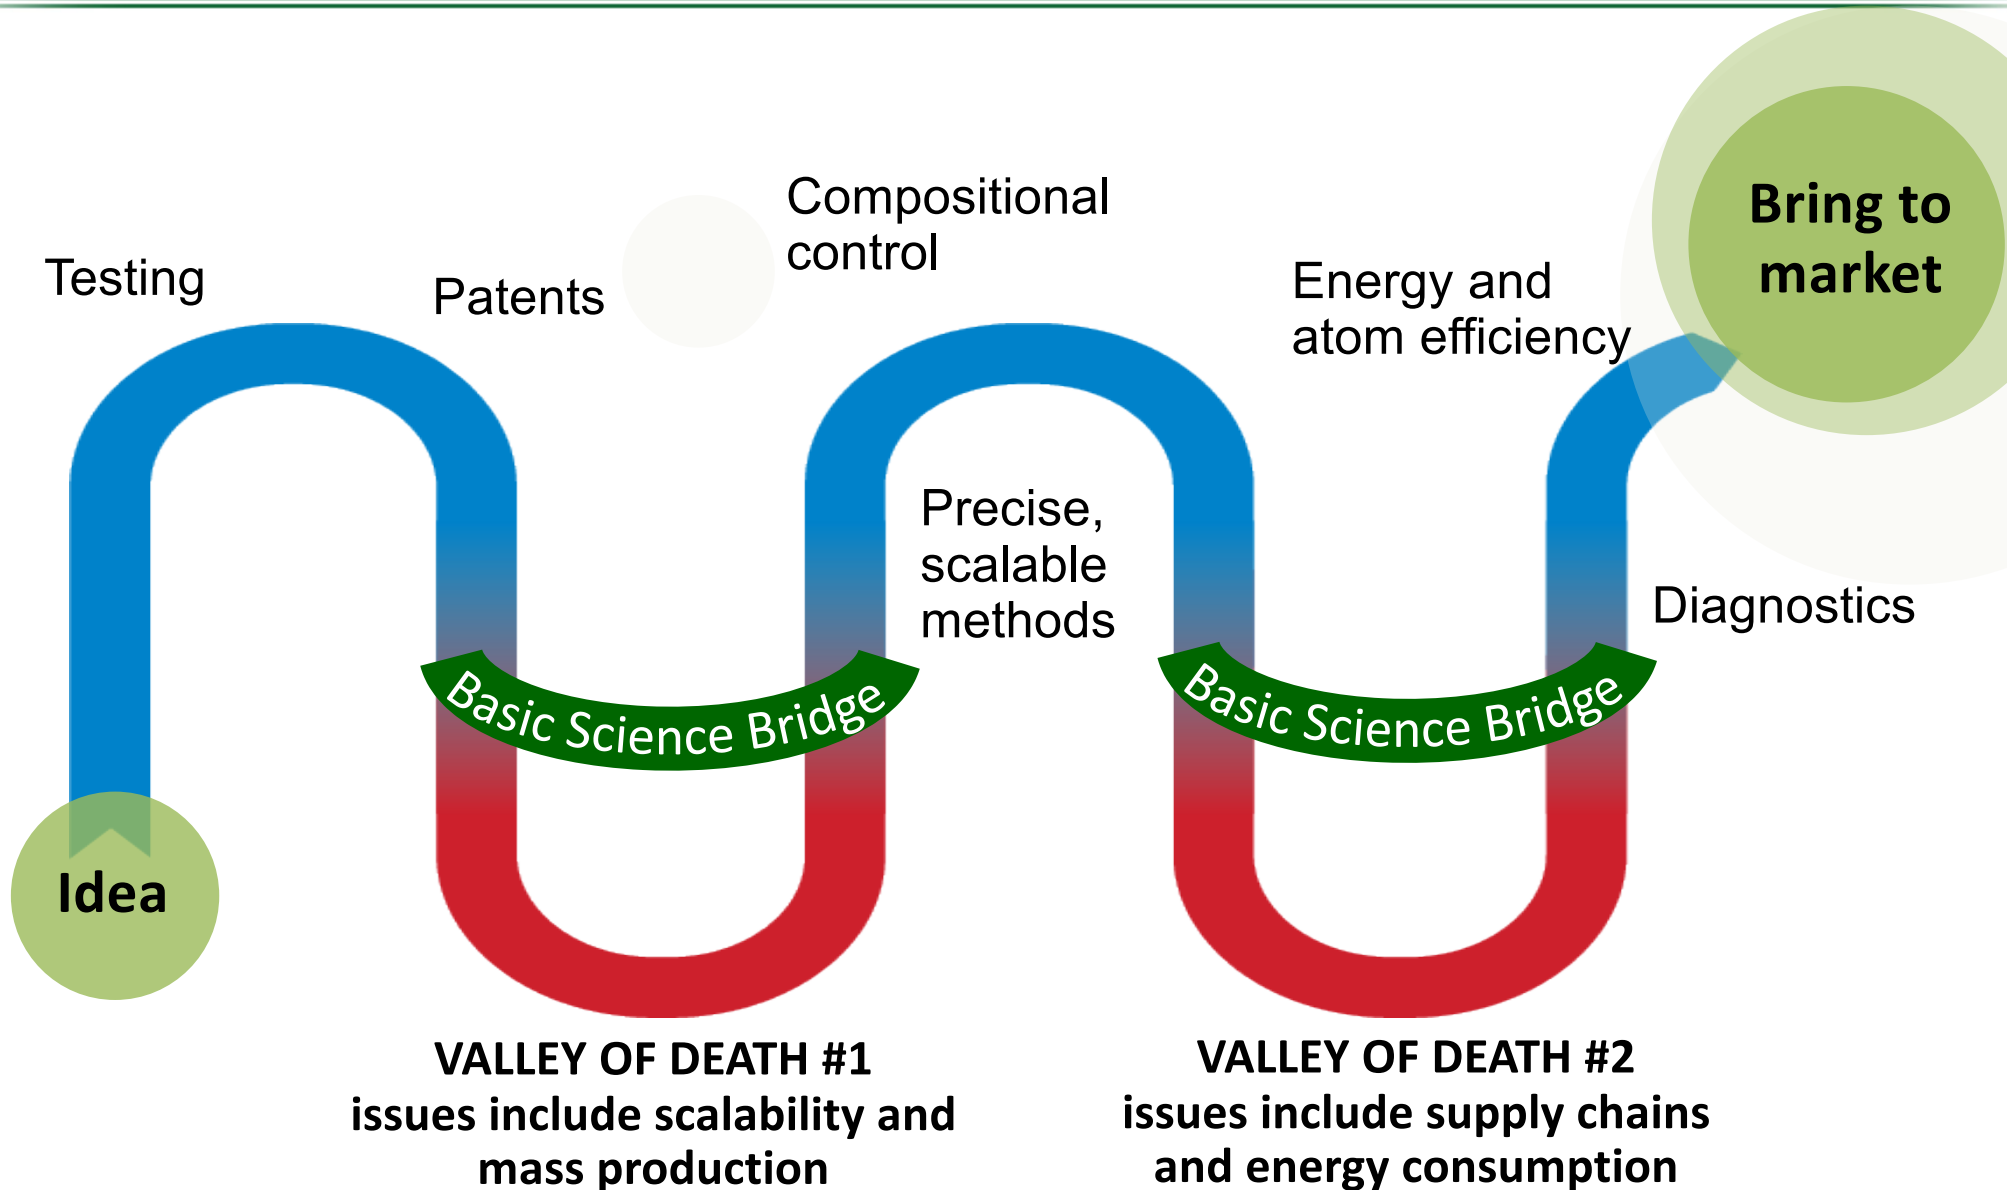 Testing
Patents
Compositional
control
Energy and
atom efficiency
Bring to
market
Precise,
scalable
methods
Diagnostics
Basic Science Bridge
Basic Science Bridge
Idea
VALLEY OF DEATH #1
issues include scalability and
mass production
VALLEY OF DEATH #2
issues include supply chains
and energy consumption